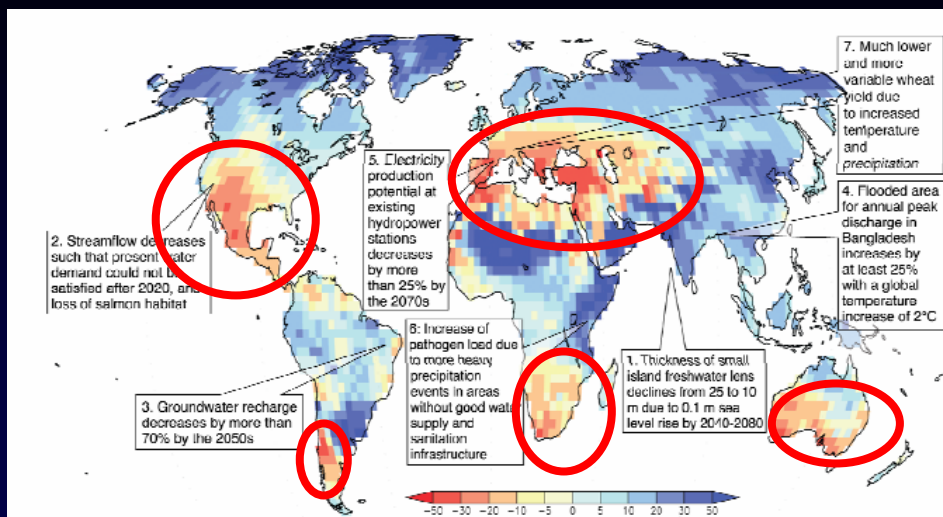 7. Much lower
and more
variable wheat
yield due
to increased
temperature
and
precipitation
5. Electricity
production
potential at
existing
hydropower
stations
decreases
by more
than 25% by
the 2070s
4. Flooded area
for annual peak
discharge in
Bangladesh
increases by
at least 25%
with a global
temperature
increase of 2°C
2. Streamflow decreases
such that present water
demand could not be
satisfied after 2020, and
loss of salmon habitat
6: Increase of
pathogen load due
to more heavy
precipitation
events in areas
without good water
supply and
sanitation
infrastructure
1. Thickness of small
island freshwater lens
declines from 25 to 10
m due to 0.1 m sea
level rise by 2040-2080
3. Groundwater recharge
decreases by more than
70% by the 2050s
-50 -30 -20 -10 -5 0 5 10 20 30 50